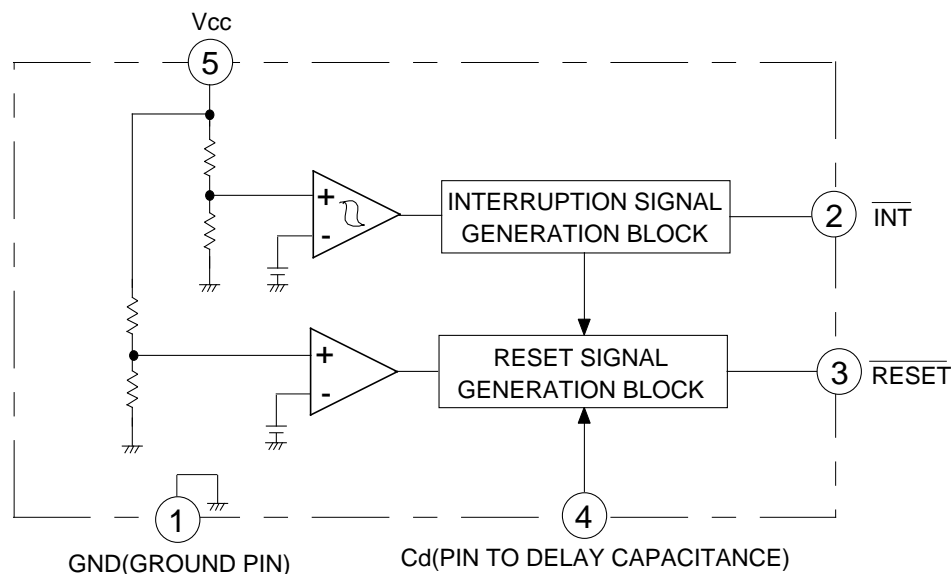 Vcc
5
+
-
INTERRUPTION SIGNAL
GENERATION BLOCK
2
INT
+
-
RESET SIGNAL
GENERATION BLOCK
3
RESET
1
GND(GROUND PIN)
4
Cd(PIN TO DELAY CAPACITANCE)